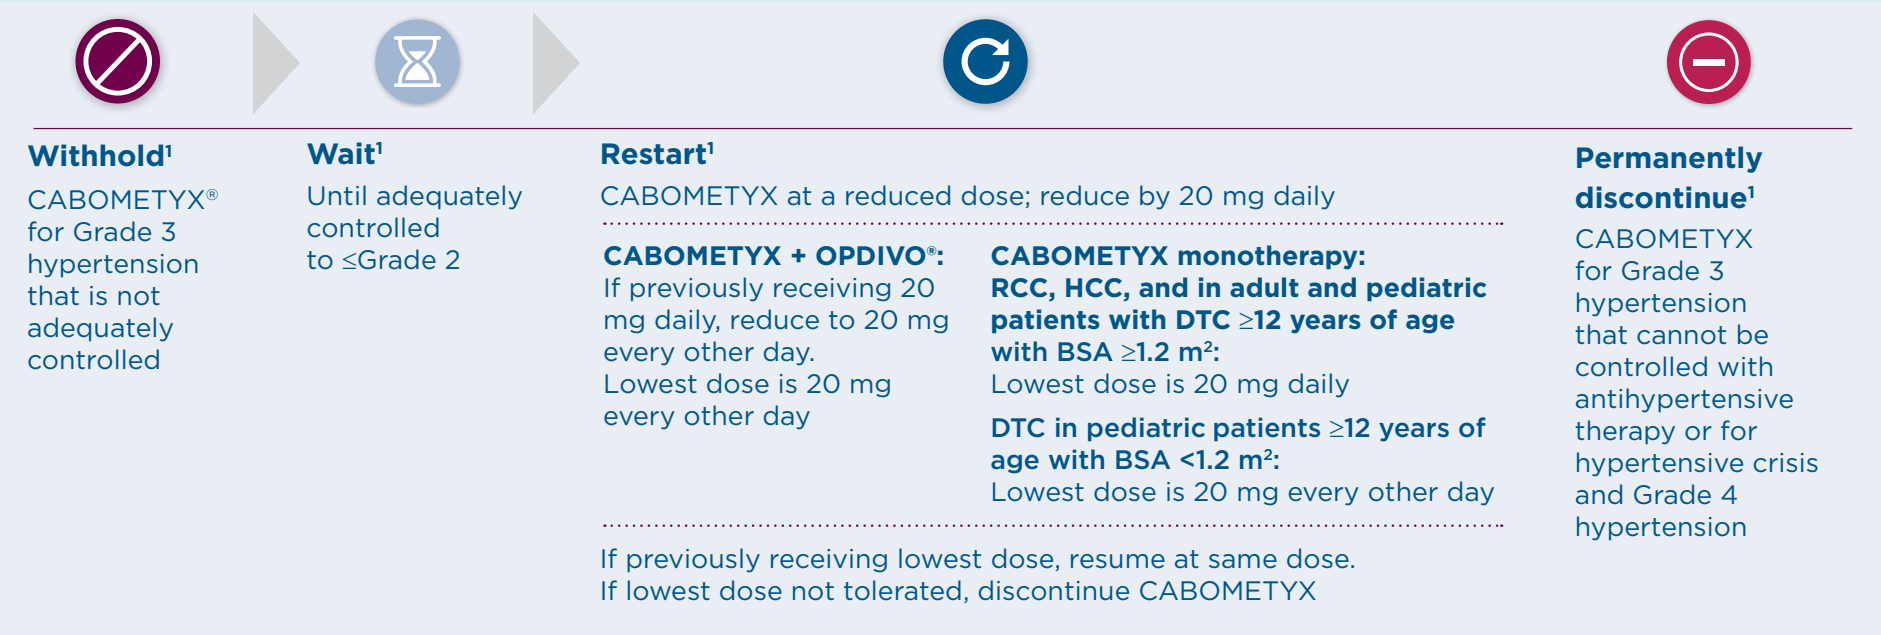 Withhold¹
CABOMETYX®
for Grade 3
hypertension
that is not
adequately
controlled
Wait¹
Until adequately
controlled
to ≤Grade 2
Restart¹
CABOMETYX at a reduced dose; reduce by 20 mg daily
CABOMETYX + OPDIVO®:
If previously receiving 20
mg daily, reduce to 20 mg
every other day.
Lowest dose is 20 mg
every other day
CABOMETYX monotherapy:
RCC, HCC, and in adult and pediatric
patients with DTC ≥12 years of age
with BSA ≥1.2 m²:
Lowest dose is 20 mg daily
DTC in pediatric patients ≥12 years of
age with BSA <1.2 m²:
Lowest dose is 20 mg every other day
If previously receiving lowest dose, resume at same dose.
If lowest dose not tolerated, discontinue CABOMETYX
Permanently
discontinue¹
CABOMETYX
for Grade 3
hypertension
that cannot be
controlled with
antihypertensive
therapy or for
hypertensive crisis
and Grade 4
hypertension